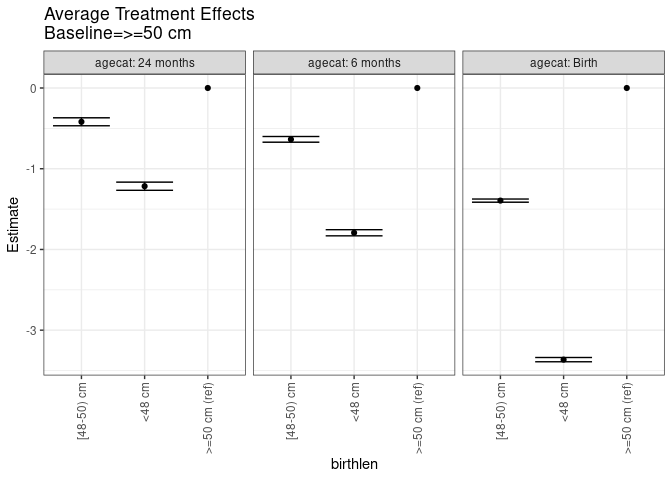 Average Treatment Effects
Baseline=>=50 cm
agecat: 24 months
agecat: 6 months
agecat: Birth
0
-1
-2
-3
Estimate
[48-50) cm
<48 cm
>=50 cm (ref)
[48-50) cm
<48 cm
>=50 cm (ref)
[48-50) cm
<48 cm
>=50 cm (ref)
birthlen